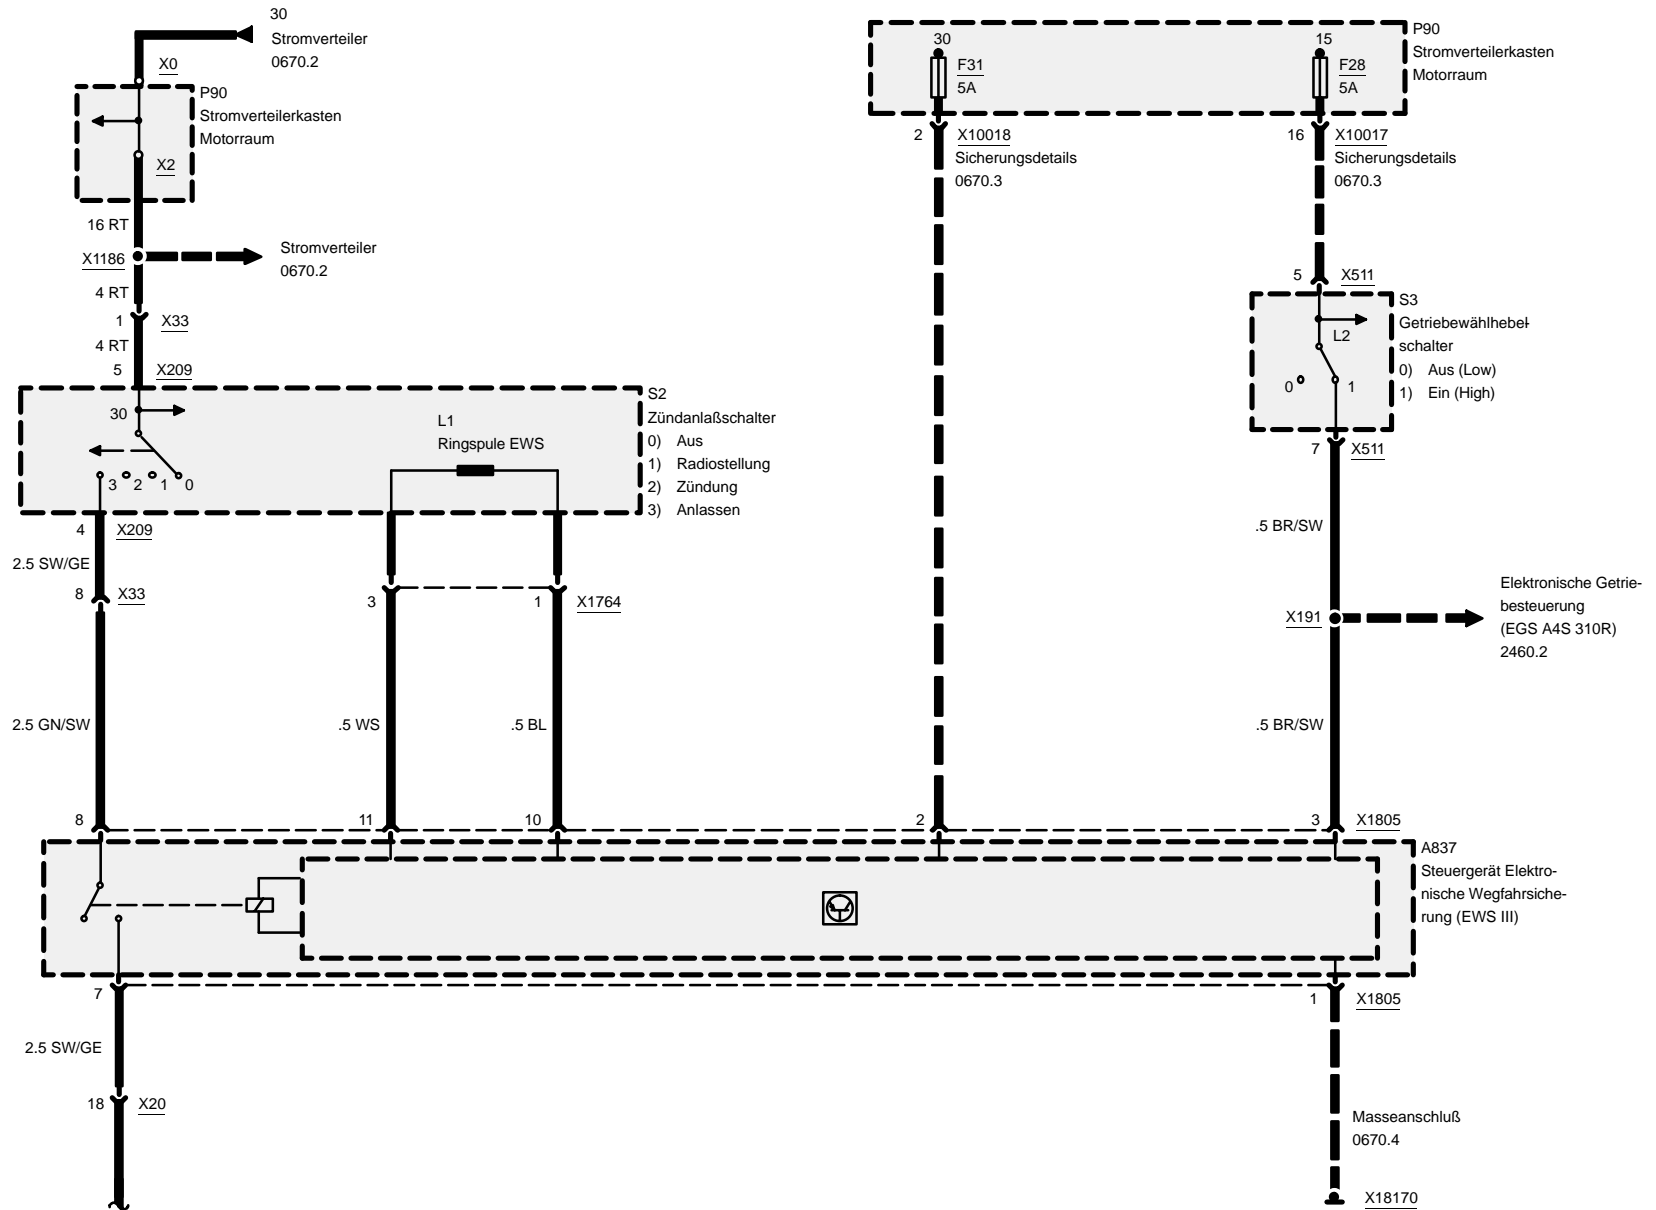 30
Stromverteiler
0670.2
X0
P90
Stromverteilerkasten
Motorraum
X2
16 RT
X1186
Stromverteiler
0670.2
4 RT
1 X33
4 RT
5 X209
30
3 2 1 0
L1
Ringspule EWS
S2
Zündanlaßschalter
0) Aus
1) Radiostellung
2) Zündung
3) Anlassen
4 X209
2.5 SW/GE
8 X33
3 1 X1764
2.5 GN/SW
.5 WS
.5 BL
P90
Stromverteilerkasten
Motorraum
30
F31
5A
15
F28
5A
2 X10018
Sicherungsdetails
0670.3
16 X10017
Sicherungsdetails
0670.3
5 X511
S3
Getriebewählhebel-
schalter
0) Aus (Low)
1) Ein (High)
L2
0 1
7 X511
.5 BR/SW
X191
Elektronische Getrie-
besteuerung
(EGS A4S 310R)
2460.2
.5 BR/SW
8 11 10 2 3 X1805
A837
Steuergerät Elektro-
nische Wegfahrsiche-
rung (EWS III)
7 1 X1805
2.5 SW/GE
18 X20
Masseanschluß
0670.4
X18170